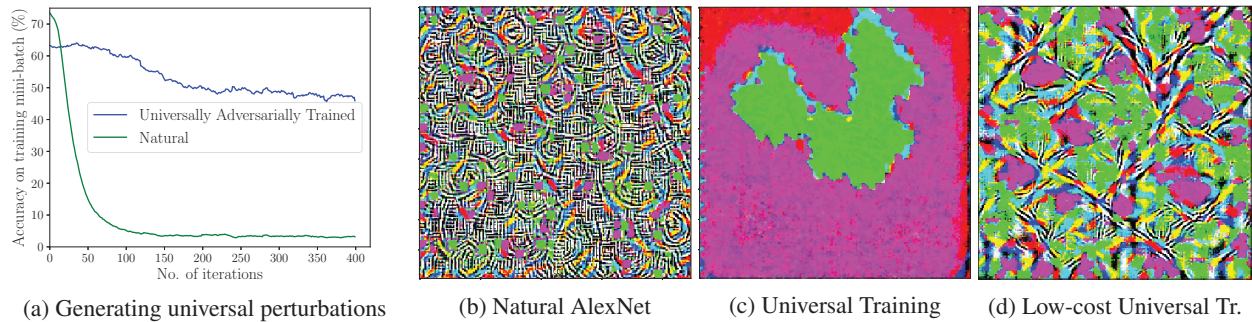 Accuracy on training mini-batch (%)
70
60
50
40
30
20
10
0
Universally Adversarially Trained
Natural
0 50 100 150 200 250 300 350 400
No. of iterations
(a) Generating universal perturbations
(b) Natural AlexNet
(c) Universal Training
(d) Low-cost Universal Tr.